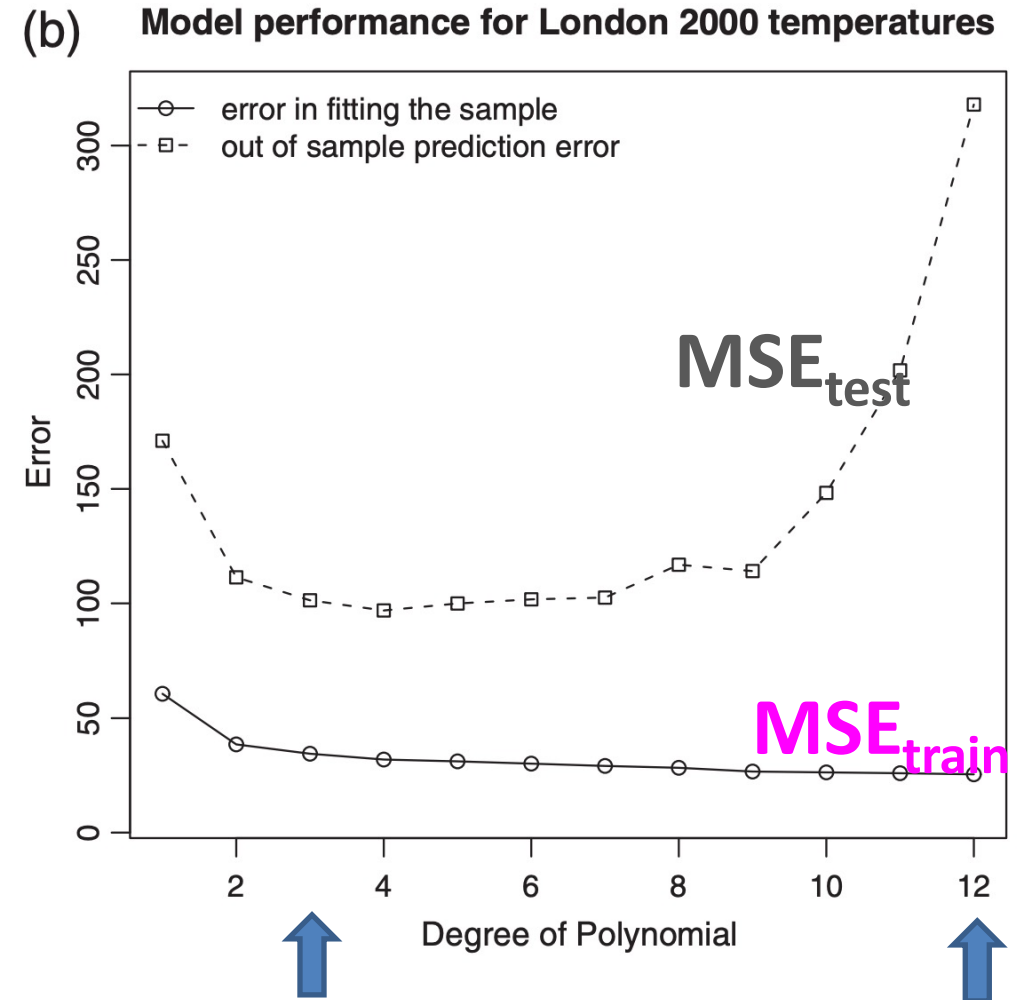 (b) Model performance for London 2000 temperatures
error in fitting the sample
out of sample prediction error
300
250
200
150
100
50
0
Error
MSEtest
MSEtrain
2 4 6 8 10 12
Degree of Polynomial